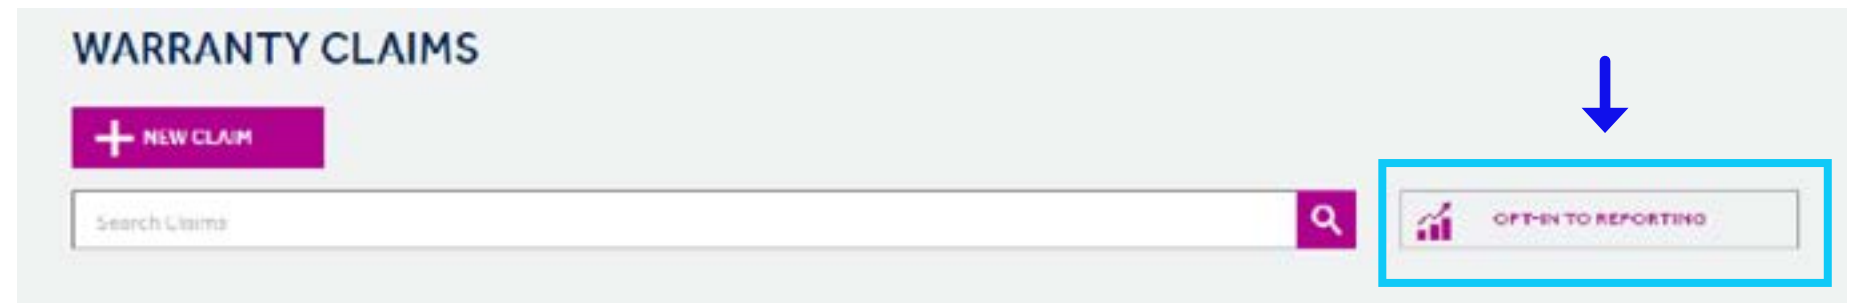 WARRANTY CLAIMS
NEW CLAIM
Search Claims
OPT-IN TO REPORTING